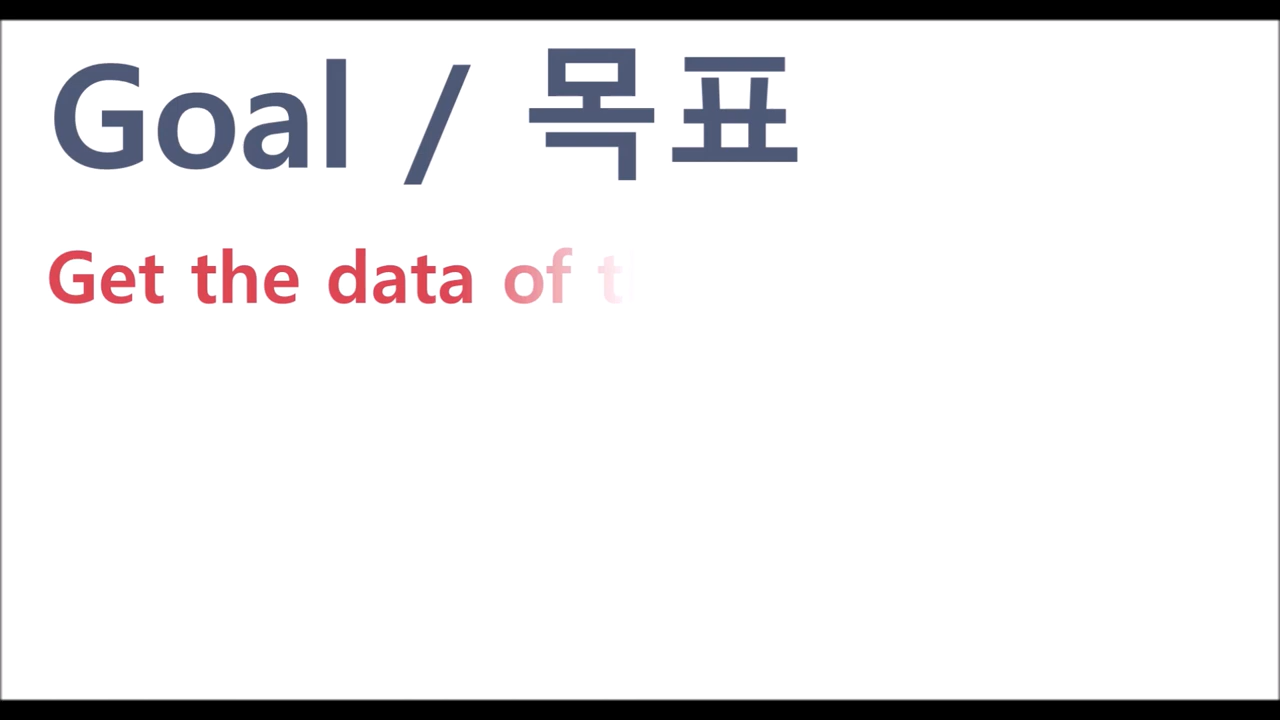 Goal / 목표
Get the data of